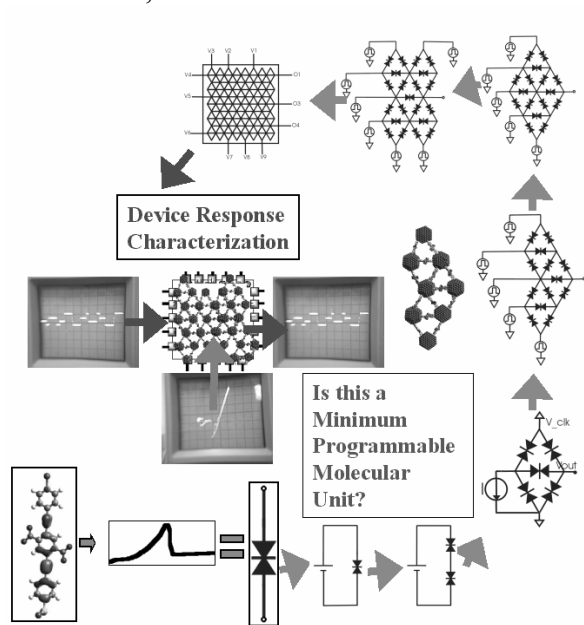 V3 V2 V1
V4 O1
V5 O3
V6 O4
V7 V8 V9
Device Response
Characterization
Is this a
Minimum
Programmable
Molecular
Unit?
V_clk
Vout
I